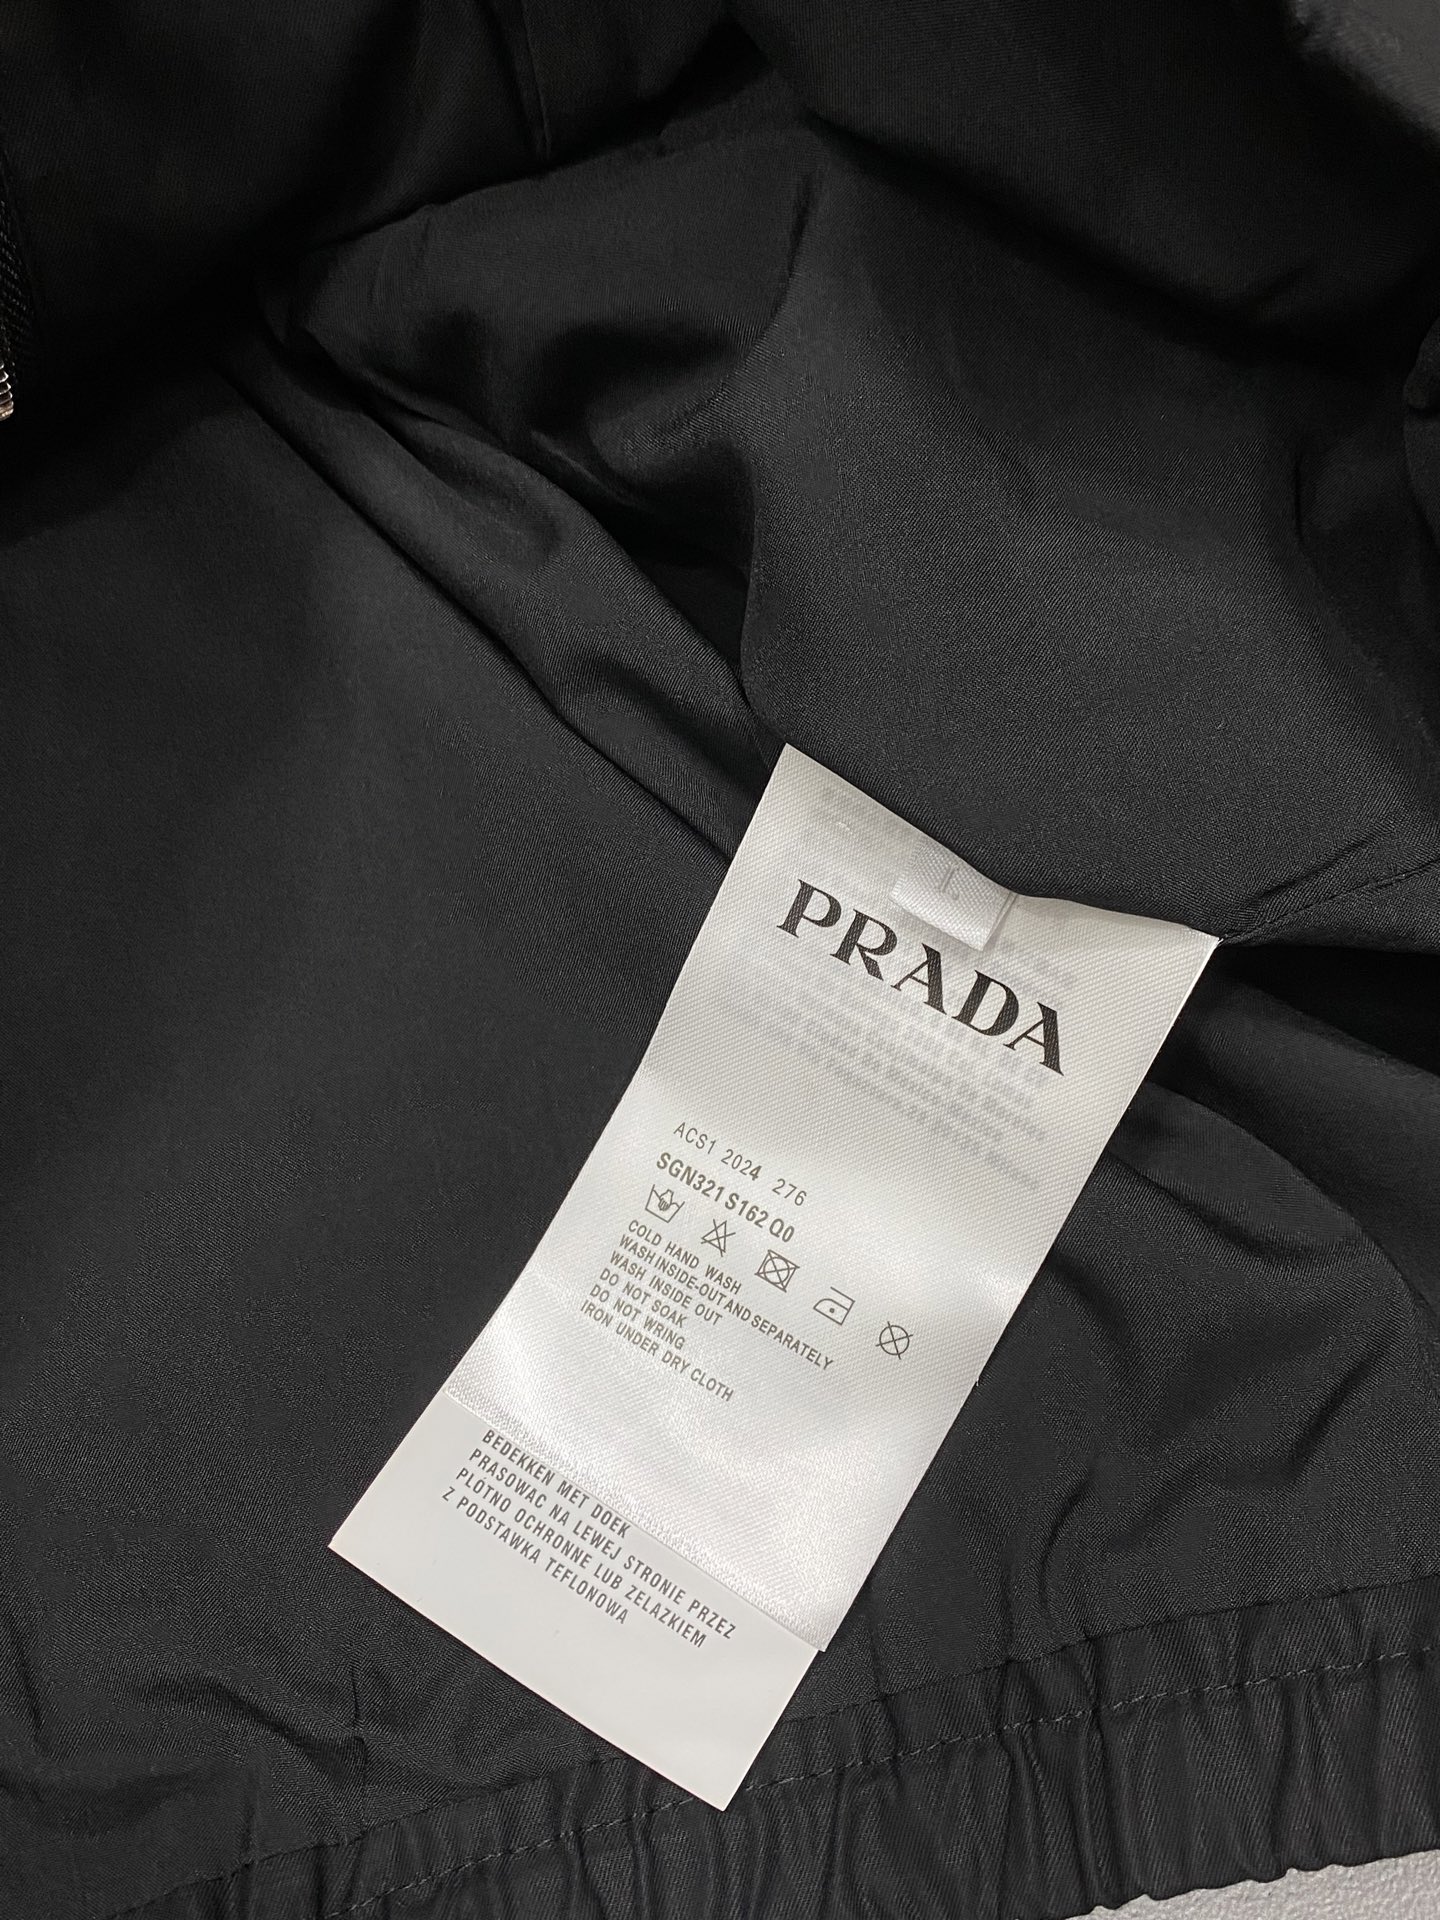 PRADA
ACS1 2024 276
SGN321 S162 Q0
COLD HAND WASH
WASH INSIDE-OUT AND SEPARATELY
WASH INSIDE OUT
DO NOT SOAK
DO NOT WRING
IRON UNDER DRY CLOTH
BEDEKKEN MET DOEK
PRASOWAC NA LEWEJ STRONIE PRZEZ
PLÓTNO OCHRONNE LUB ZELAZKIEM
Z PODSTAWKA TEFLONOWA